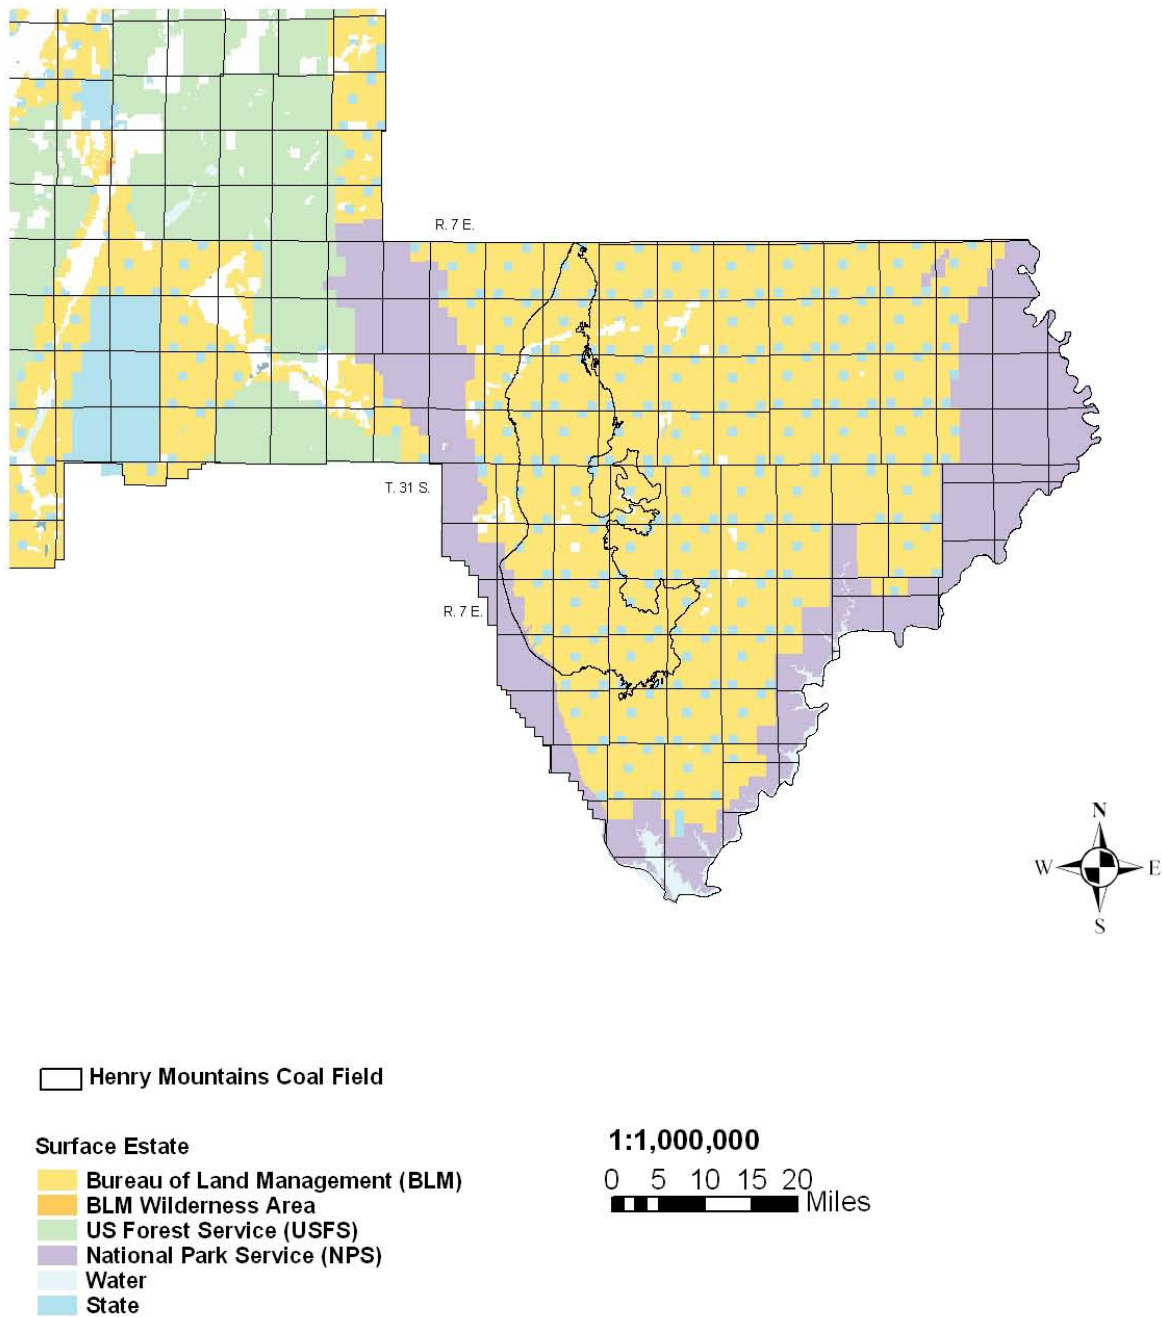 R. 7 E.
T. 31 S.
R. 7 E.
N
W
E
S
Henry Mountains Coal Field
Surface Estate
Bureau of Land Management (BLM)
BLM Wilderness Area
US Forest Service (USFS)
National Park Service (NPS)
Water
State
1:1,000,000
0 5 10 15 20
Miles